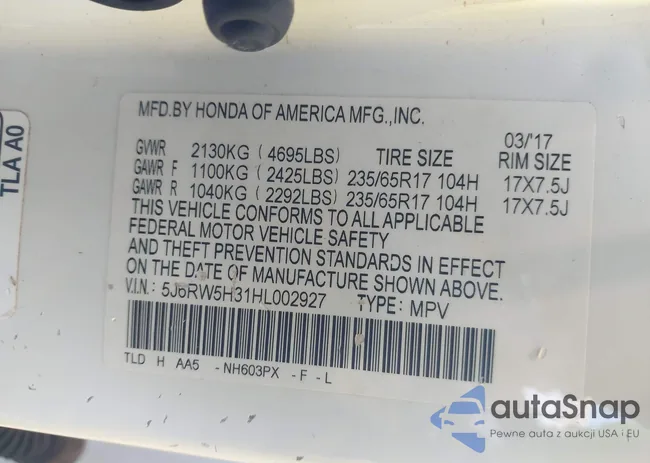 TLA A0
MFD.BY HONDA OF AMERICA MFG.,INC.
03/'17
GVWR 2130KG ( 4695LBS) TIRE SIZE RIM SIZE
GAWR F 1100KG ( 2425LBS) 235/65R17 104H 17X7.5J
GAWR R 1040KG ( 2292LBS) 235/65R17 104H 17X7.5J
THIS VEHICLE CONFORMS TO ALL APPLICABLE
FEDERAL MOTOR VEHICLE SAFETY
AND THEFT PREVENTION STANDARDS IN EFFECT
ON THE DATE OF MANUFACTURE SHOWN ABOVE.
V.I.N.: 5J6RW5H31HL002927 TYPE: MPV
TLD H AA5 - NH603PX - F - L
autaSnap
Pewne auta z aukcji USA i EU